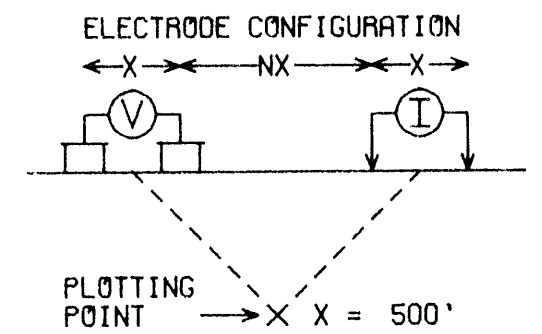 ELECTRODE CONFIGURATION
X NX X
V I
PLOTTING
POINT X X = 500'